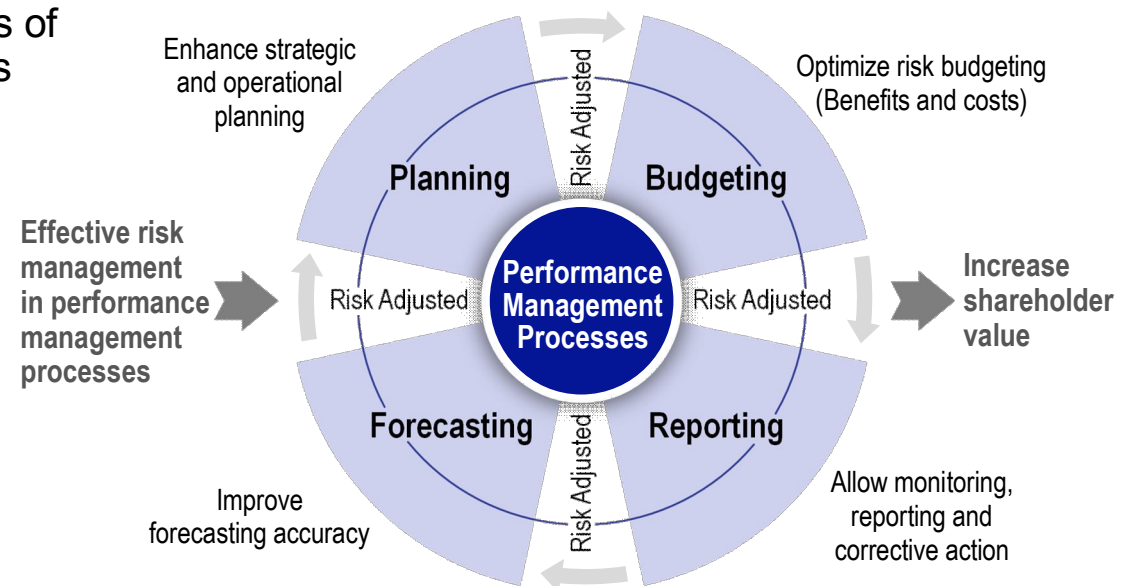 s of
s
Enhance strategic
and operational
planning
Optimize risk budgeting
(Benefits and costs)
Risk Adjusted
Planning
Budgeting
Effective risk
management
in performance
management
processes
Risk Adjusted
Performance
Management
Processes
Risk Adjusted
Increase
shareholder
value
Forecasting
Reporting
Risk Adjusted
Improve
forecasting accuracy
Allow monitoring,
reporting and
corrective action